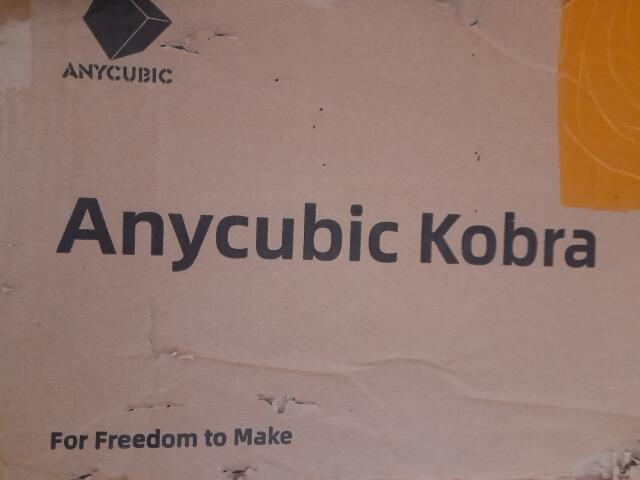 ANYCUBIC
Anycubic Kobra
For Freedom to Make